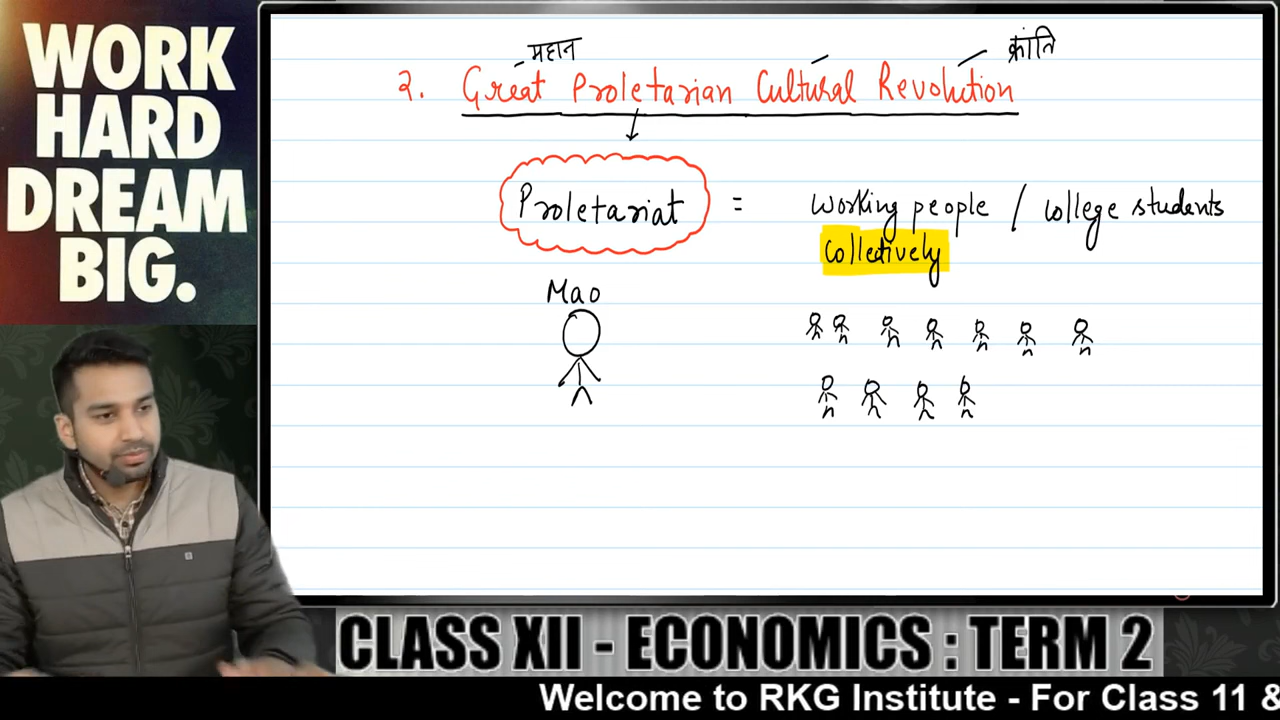 WORK
HARD
DREAM
BIG.
महान क्रांति
2. Great Proletarian Cultural Revolution
Proletariat = working people / college students
collectively
Mao
CLASS XII - ECONOMICS : TERM 2
Welcome to RKG Institute - For Class 11 &